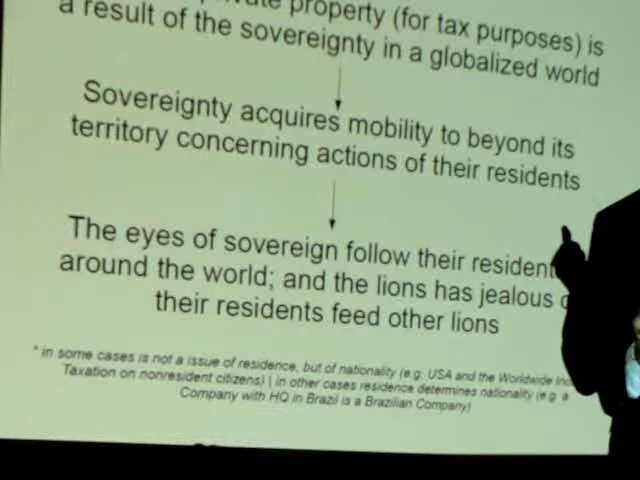 property (for tax purposes) is
a result of the sovereignty in a globalized world
Sovereignty acquires mobility to beyond its
territory concerning actions of their residents
The eyes of sovereign follow their resident
around the world; and the lions has jealous
their residents feed other lions
* in some cases is not a issue of residence, but of nationality (e.g. USA and the Worldwide Inc
Taxation on nonresident citizens) | in other cases residence determines nationality (e.g. a
Company with HQ in Brazil is a Brazilian Company)